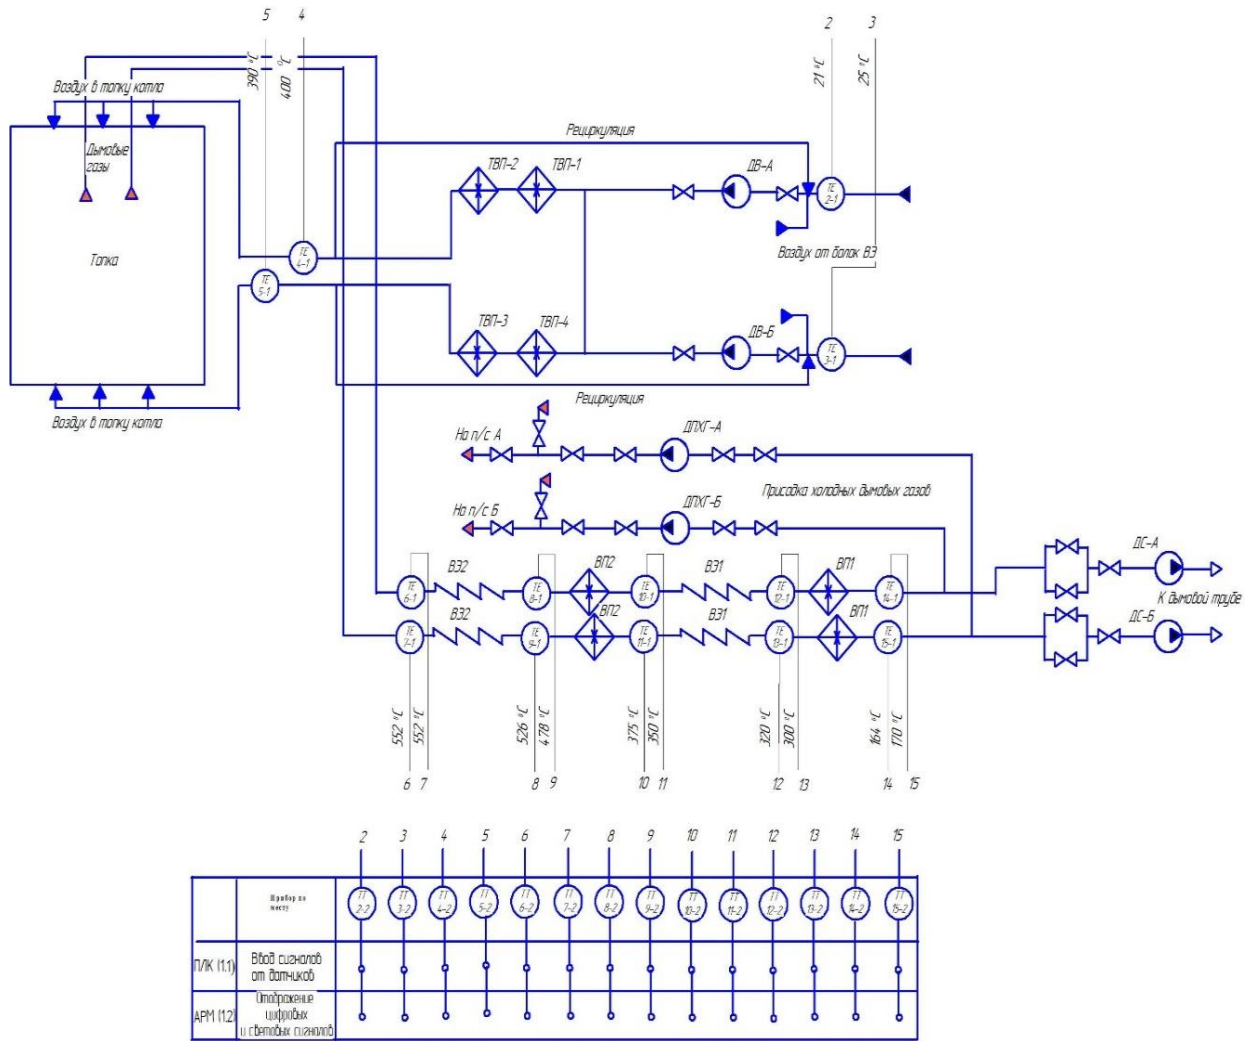 5
4
2
3
390 °С
400 °С
21 °С
25 °С
Воздух в топку котла
Дымовые
газы
Топка
Воздух в топку котла
Рециркуляция
ТВП-2
ТВП-1
ДВ-А
TE
2-1
TE
4-1
Воздух от балок ВЭ
TE
5-1
ТВП-3
ТВП-4
ДВ-Б
TE
3-1
Рециркуляция
На п/с А
ДПХГ-А
Присадка холодных дымовых газов
На п/с Б
ДПХГ-Б
ДС-А
К дымовой трубе
ДС-Б
ВЭ2
ВП2
ВЭ1
ВП1
TE
6-1
TE
8-1
TE
10-1
TE
12-1
TE
14-1
ВЭ2
ВП2
ВЭ1
ВП1
TE
7-1
TE
9-1
TE
11-1
TE
13-1
TE
15-1
552 °С
552 °С
526 °С
478 °С
375 °С
350 °С
320 °С
300 °С
164 °С
170 °С
6 7 8 9 10 11 12 13 14 15
2 3 4 5 6 7 8 9 10 11 12 13 14 15
Прибор по
месту
TT
2-2
TT
3-2
TT
4-2
TT
5-2
TT
6-2
TT
7-2
TT
8-2
TT
9-2
TT
10-2
TT
11-2
TT
12-2
TT
13-2
TT
14-2
TT
15-2
ПЛК (1.1)
Ввод сигналов
от датчиков
АРМ (1.2)
Отображение
цифровых
и световых сигналов